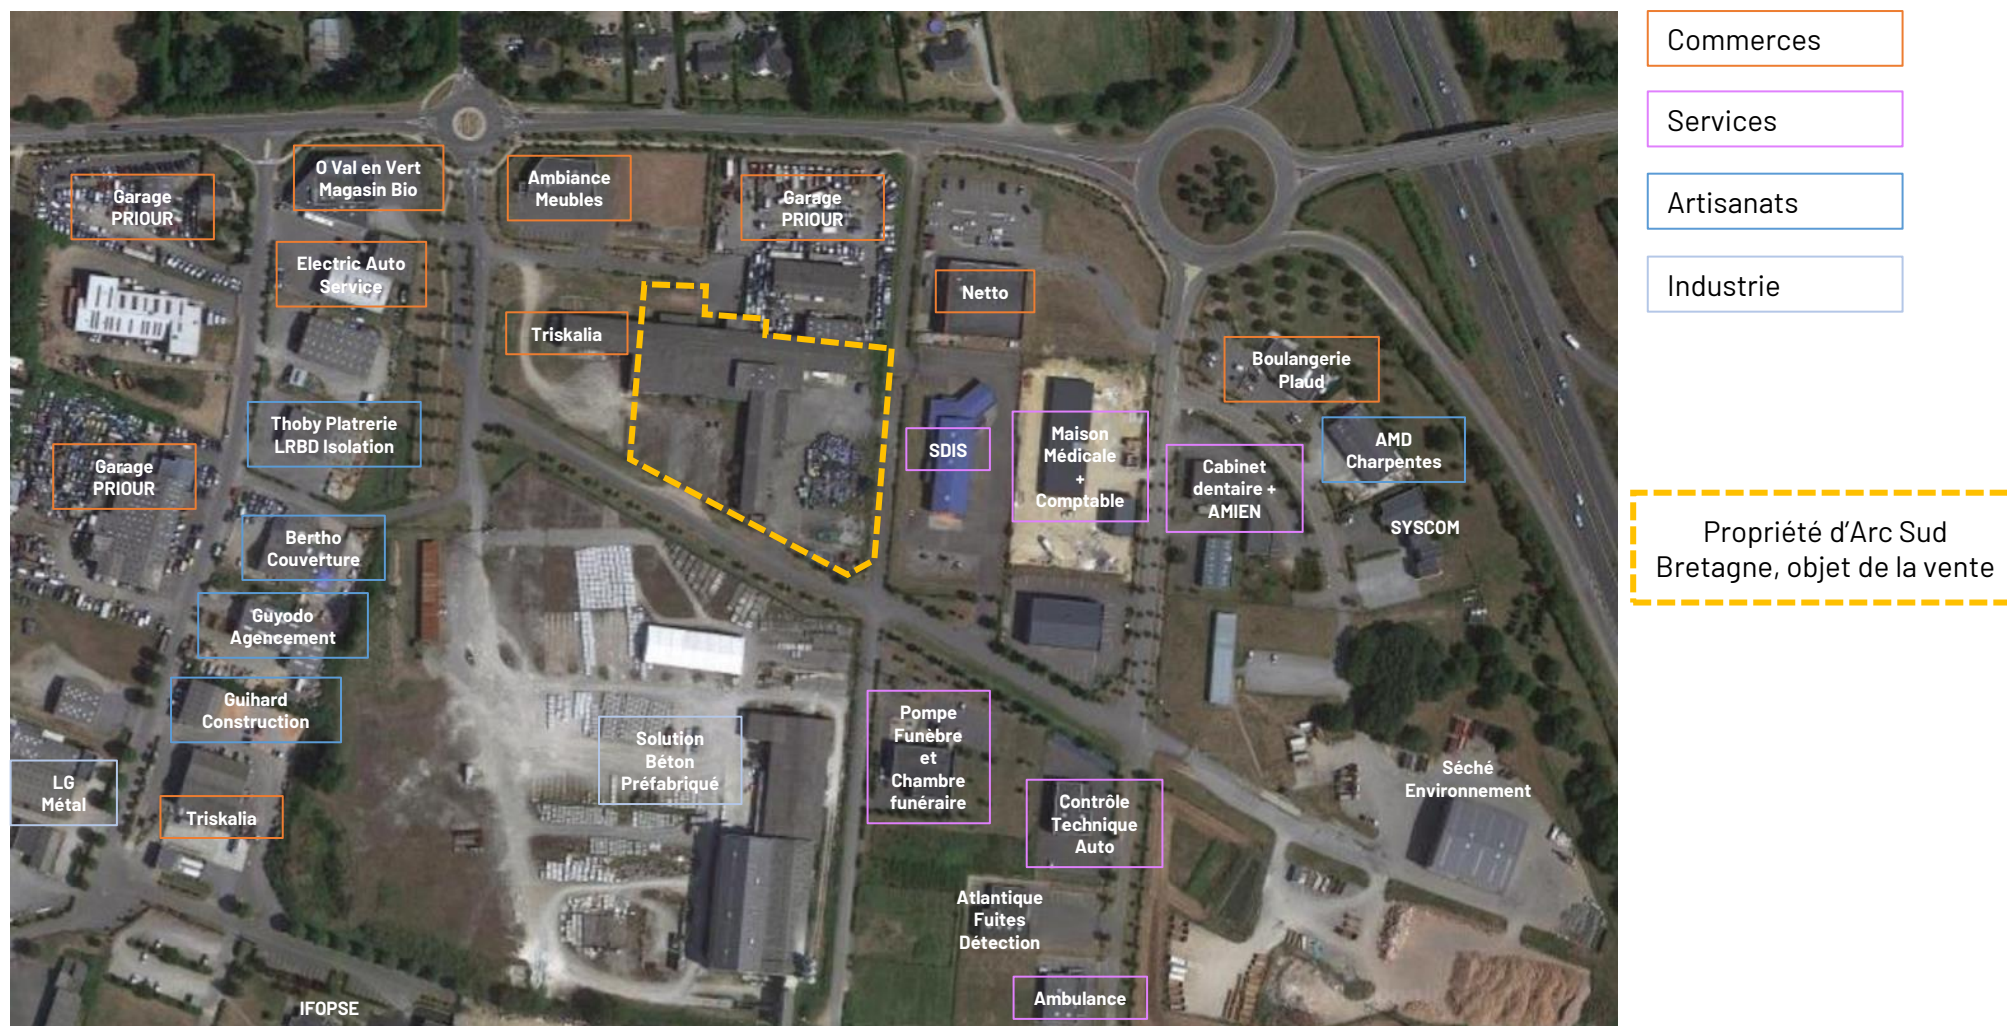 Commerces
Services
Artisanats
Industrie
Propriété d'Arc Sud
Bretagne, objet de la vente
Garage
PRIOUR
O Val en Vert
Magasin Bio
Ambiance
Meubles
Garage
PRIOUR
Electric Auto
Service
Netto
Triskalia
Boulangerie
Plaud
Thoby Platrerie
LRBD Isolation
Garage
PRIOUR
SDIS
Maison
Médicale
+
Comptable
Cabinet
dentaire +
AMIEN
AMD
Charpentes
SYSCOM
Bertho
Couverture
Guyodo
Agencement
Guihard
Construction
LG
Métal
Triskalia
Solution
Béton
Préfabriqué
Pompe
Funèbre
et
Chambre
funéraire
Contrôle
Technique
Auto
Séché
Environnement
Atlantique
Fuites
Détection
Ambulance
IFOPSE